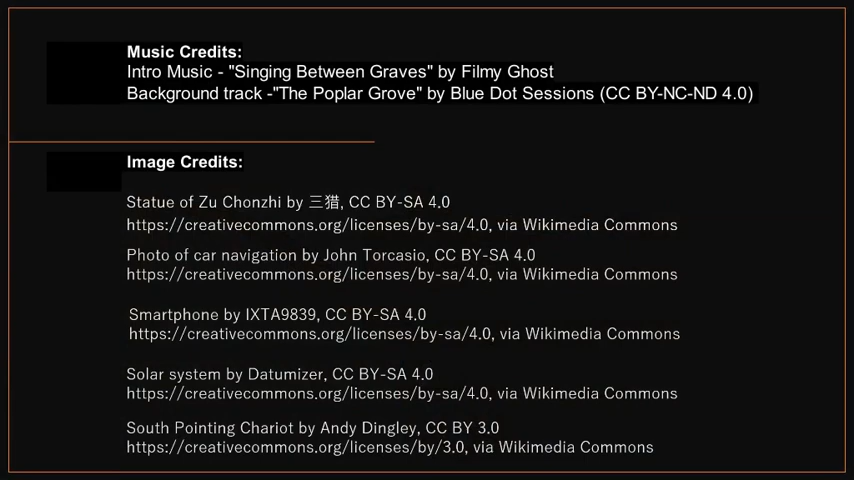 Music Credits:
Intro Music - "Singing Between Graves" by Filmy Ghost
Background track -"The Poplar Grove" by Blue Dot Sessions (CC BY-NC-ND 4.0)
Image Credits:
Statue of Zu Chonzhi by 三猎, CC BY-SA 4.0
https://creativecommons.org/licenses/by-sa/4.0, via Wikimedia Commons
Photo of car navigation by John Torcasio, CC BY-SA 4.0
https://creativecommons.org/licenses/by-sa/4.0, via Wikimedia Commons
Smartphone by IXTA9839, CC BY-SA 4.0
https://creativecommons.org/licenses/by-sa/4.0, via Wikimedia Commons
Solar system by Datumizer, CC BY-SA 4.0
https://creativecommons.org/licenses/by-sa/4.0, via Wikimedia Commons
South Pointing Chariot by Andy Dingley, CC BY 3.0
https://creativecommons.org/licenses/by/3.0, via Wikimedia Commons